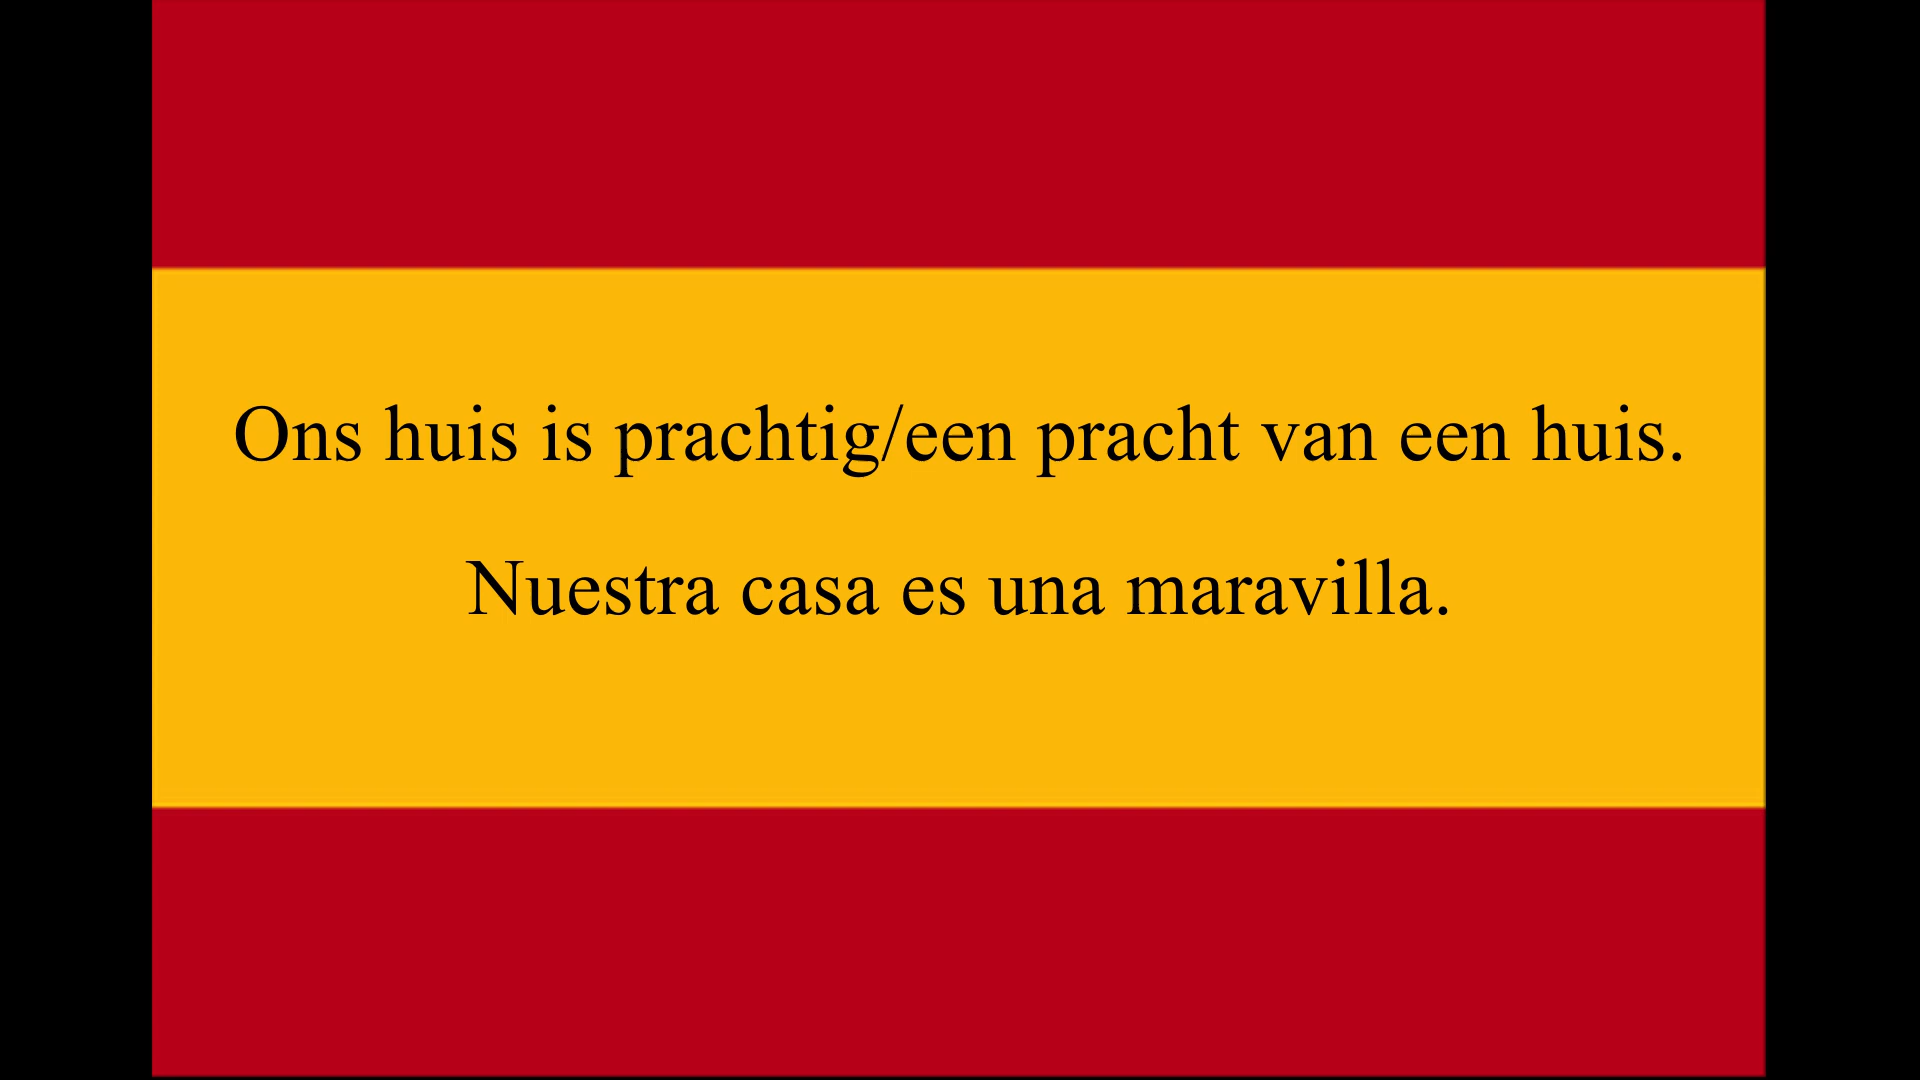 Ons huis is prachtig/een pracht van een huis.
Nuestra casa es una maravilla.